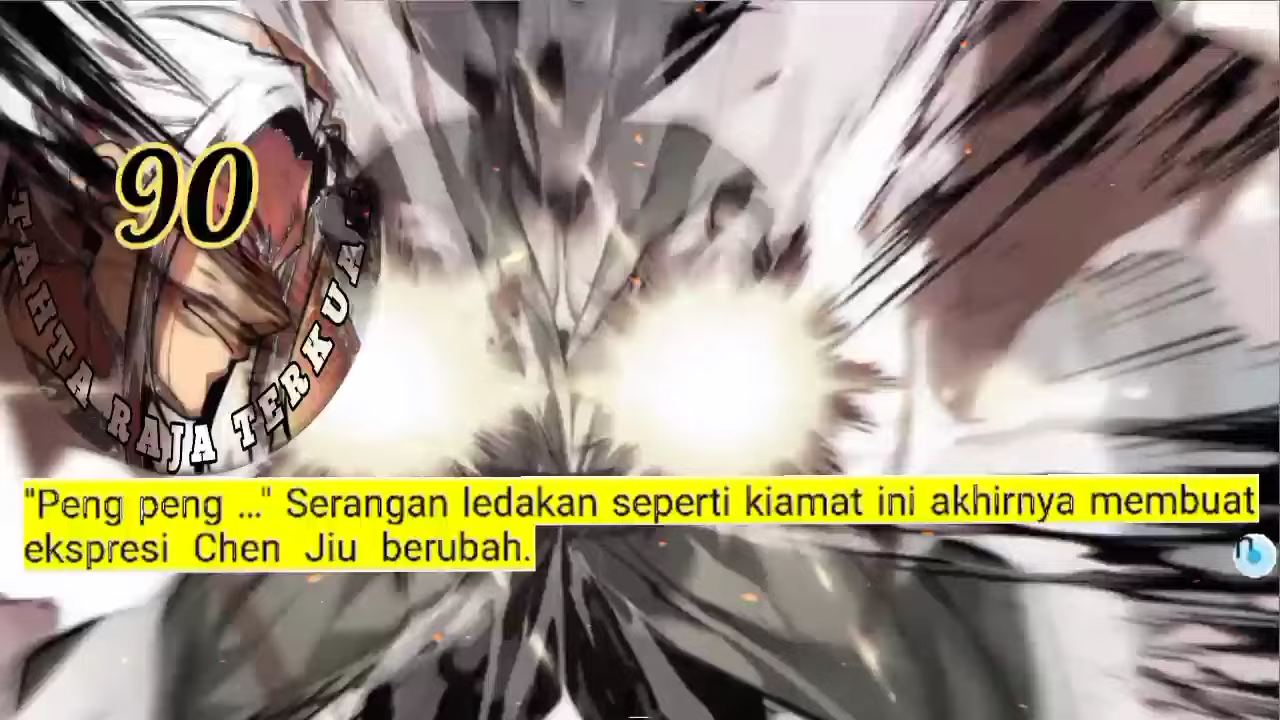 90
TAHTA RAJA TERKUA
"Peng peng ..." Serangan ledakan seperti kiamat ini akhirnya membuat
ekspresi Chen Jiu berubah.